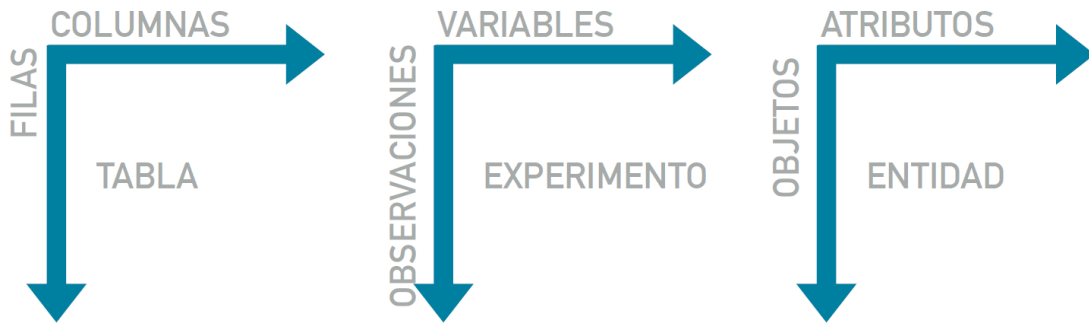 COLUMNAS
FILAS
TABLA
VARIABLES
OBSERVACIONES
EXPERIMENTO
ATRIBUTOS
OBJETOS
ENTIDAD